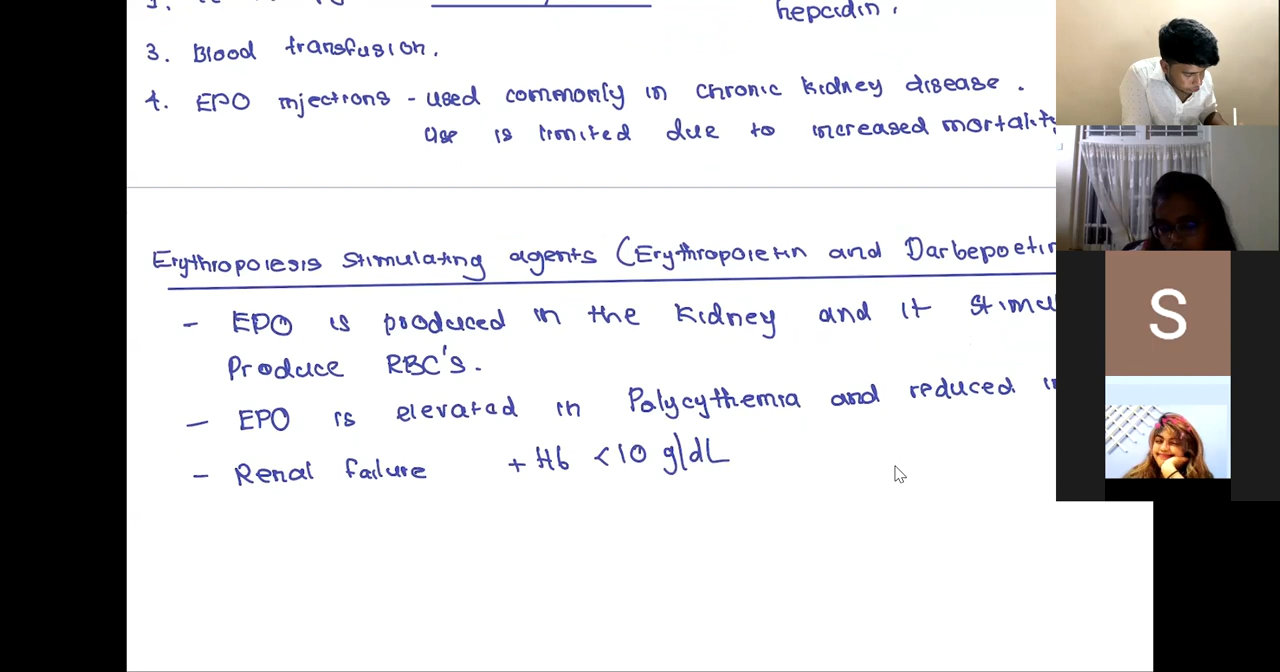 hepcidin.
3. Blood transfusion.
4. EPO injections - used commonly in chronic kidney disease.
use is limited due to increased mortality
Erythropoiesis stimulating agents (Erythropoietin and Darbepoetin
- EPO is produced in the kidney and it stimu
Produce RBC's.
- EPO is elevated in Polycythemia and reduced in
- Renal failure + Hb <10 g/dL
S